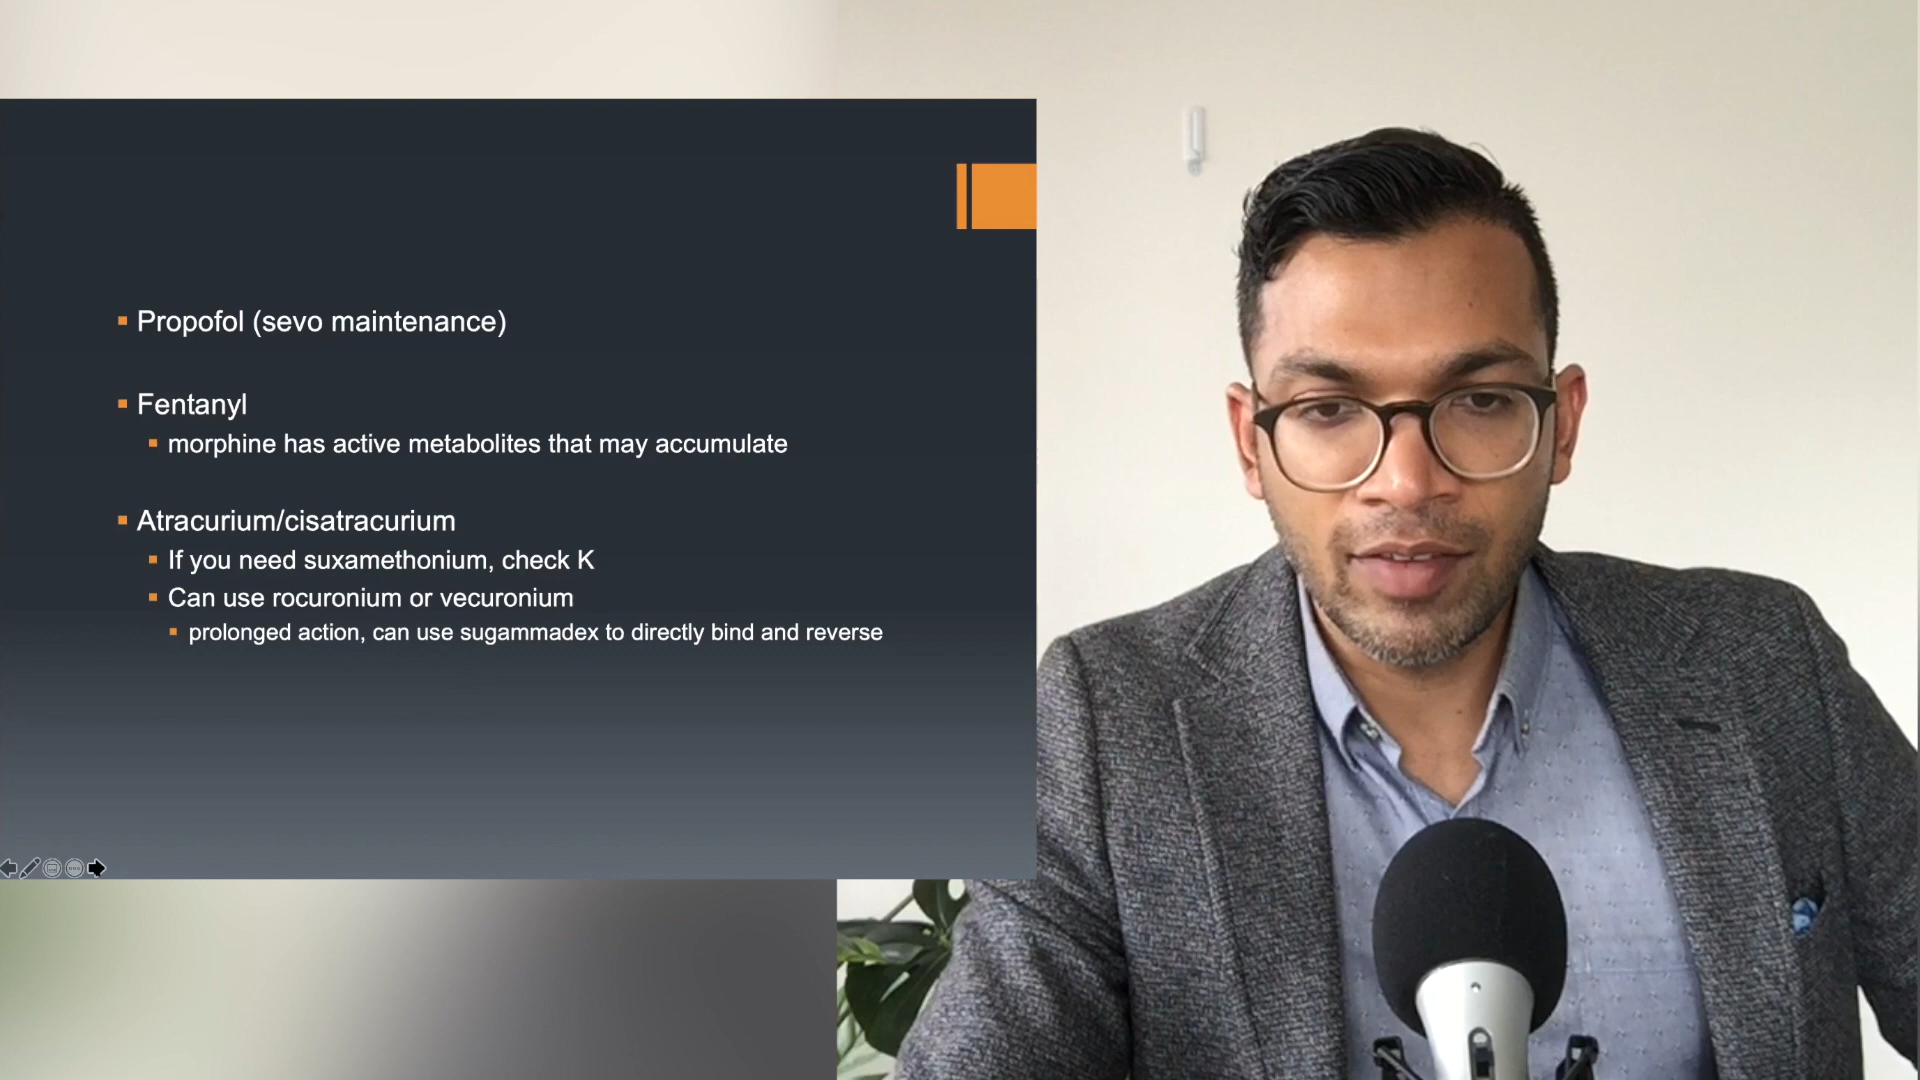 Propofol (sevo maintenance)
Fentanyl
morphine has active metabolites that may accumulate
Atracurium/cisatracurium
If you need suxamethonium, check K
Can use rocuronium or vecuronium
prolonged action, can use sugammadex to directly bind and reverse